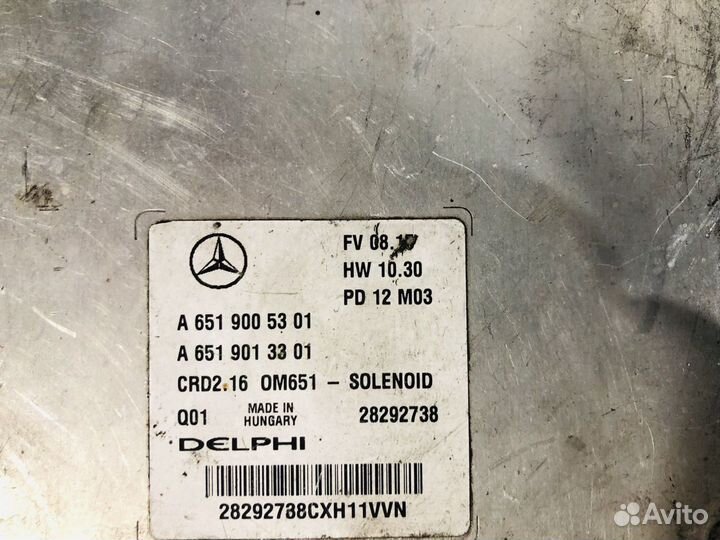 FV 08.
HW 10.30
PD 12 M03
A 651 900 53 01
A 651 901 33 01
CRD2.16 OM651 - SOLENOID
Q01 MADE IN HUNGARY 28292738
DELPHI
28292738CXH11VVN
Avito